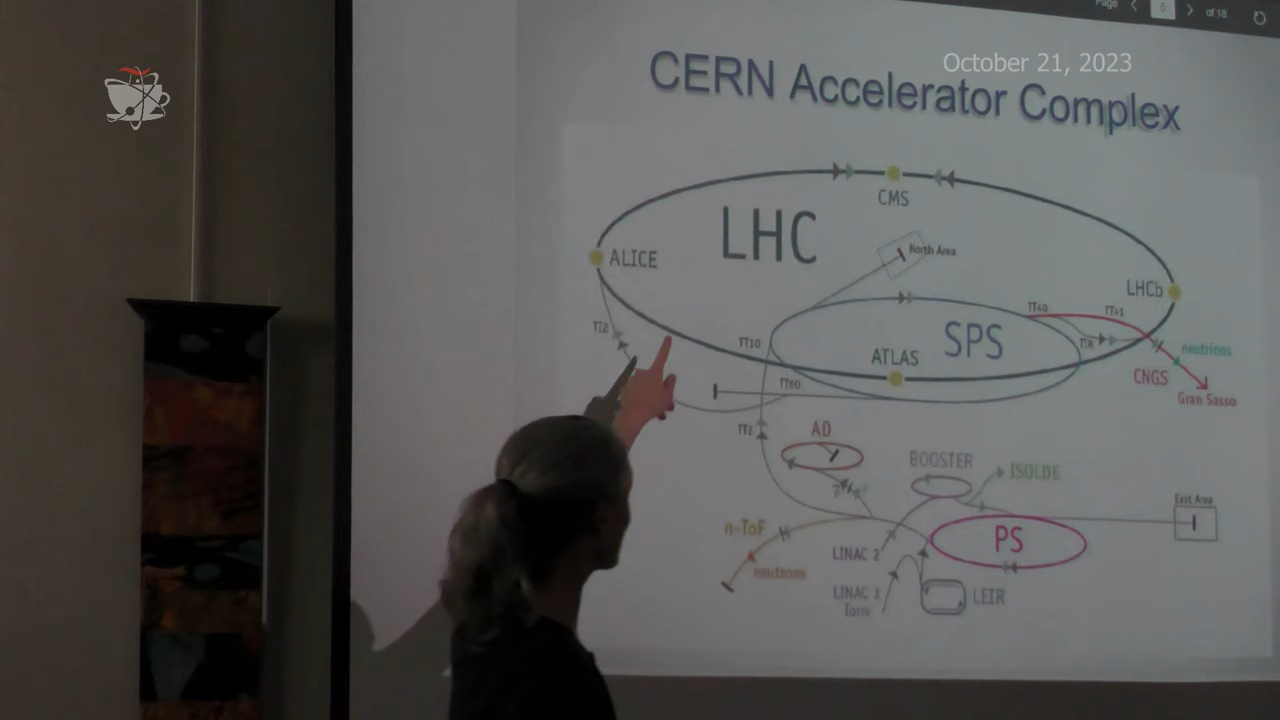 Page 5 of 18
October 21, 2023
CERN Accelerator Complex
CMS
LHC
North Area
ALICE
LHCb
TT40
TT41
TI2
TT10
SPS
ATLAS
TI8
neutrinos
CNGS
Gran Sasso
TT60
TT2
AD
BOOSTER
ISOLDE
East Area
n-ToF
PS
LINAC 2
neutrons
LINAC 3
Ions
LEIR